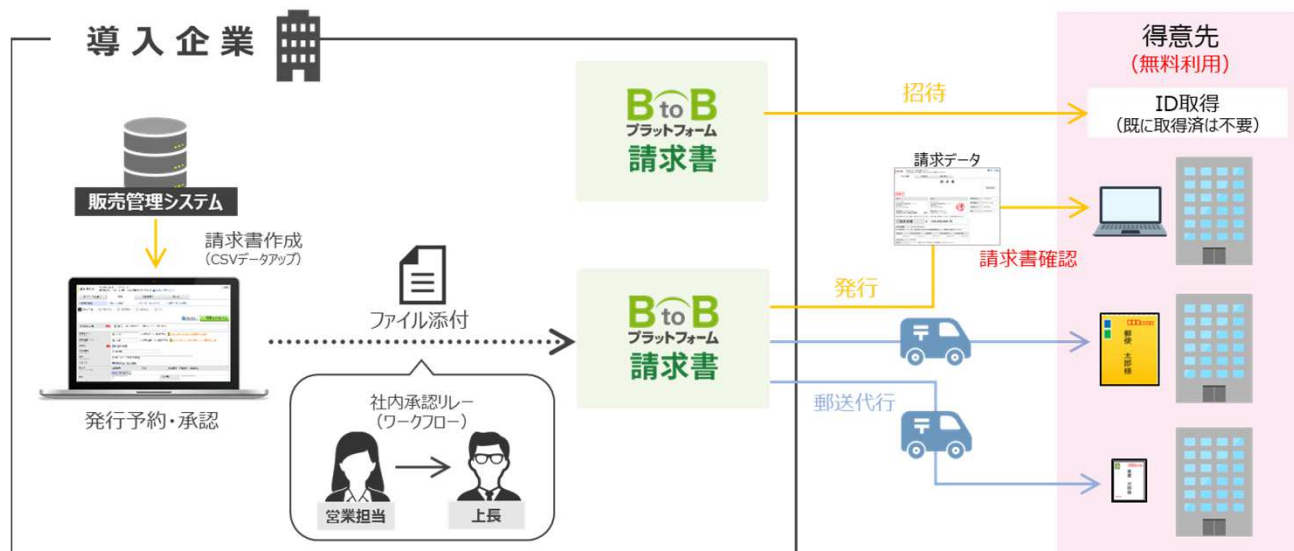 導入企業
販売管理システム
請求書作成
(CSVデータアップ)
発行予約・承認
ファイル添付
社内承認リレー
(ワークフロー)
営業担当
上長
BtoB
プラットフォーム
請求書
BtoB
プラットフォーム
請求書
招待
請求データ
発行
請求書確認
郵送代行
得意先
(無料利用)
ID取得
(既に取得済は不要)
郵便 太郎様